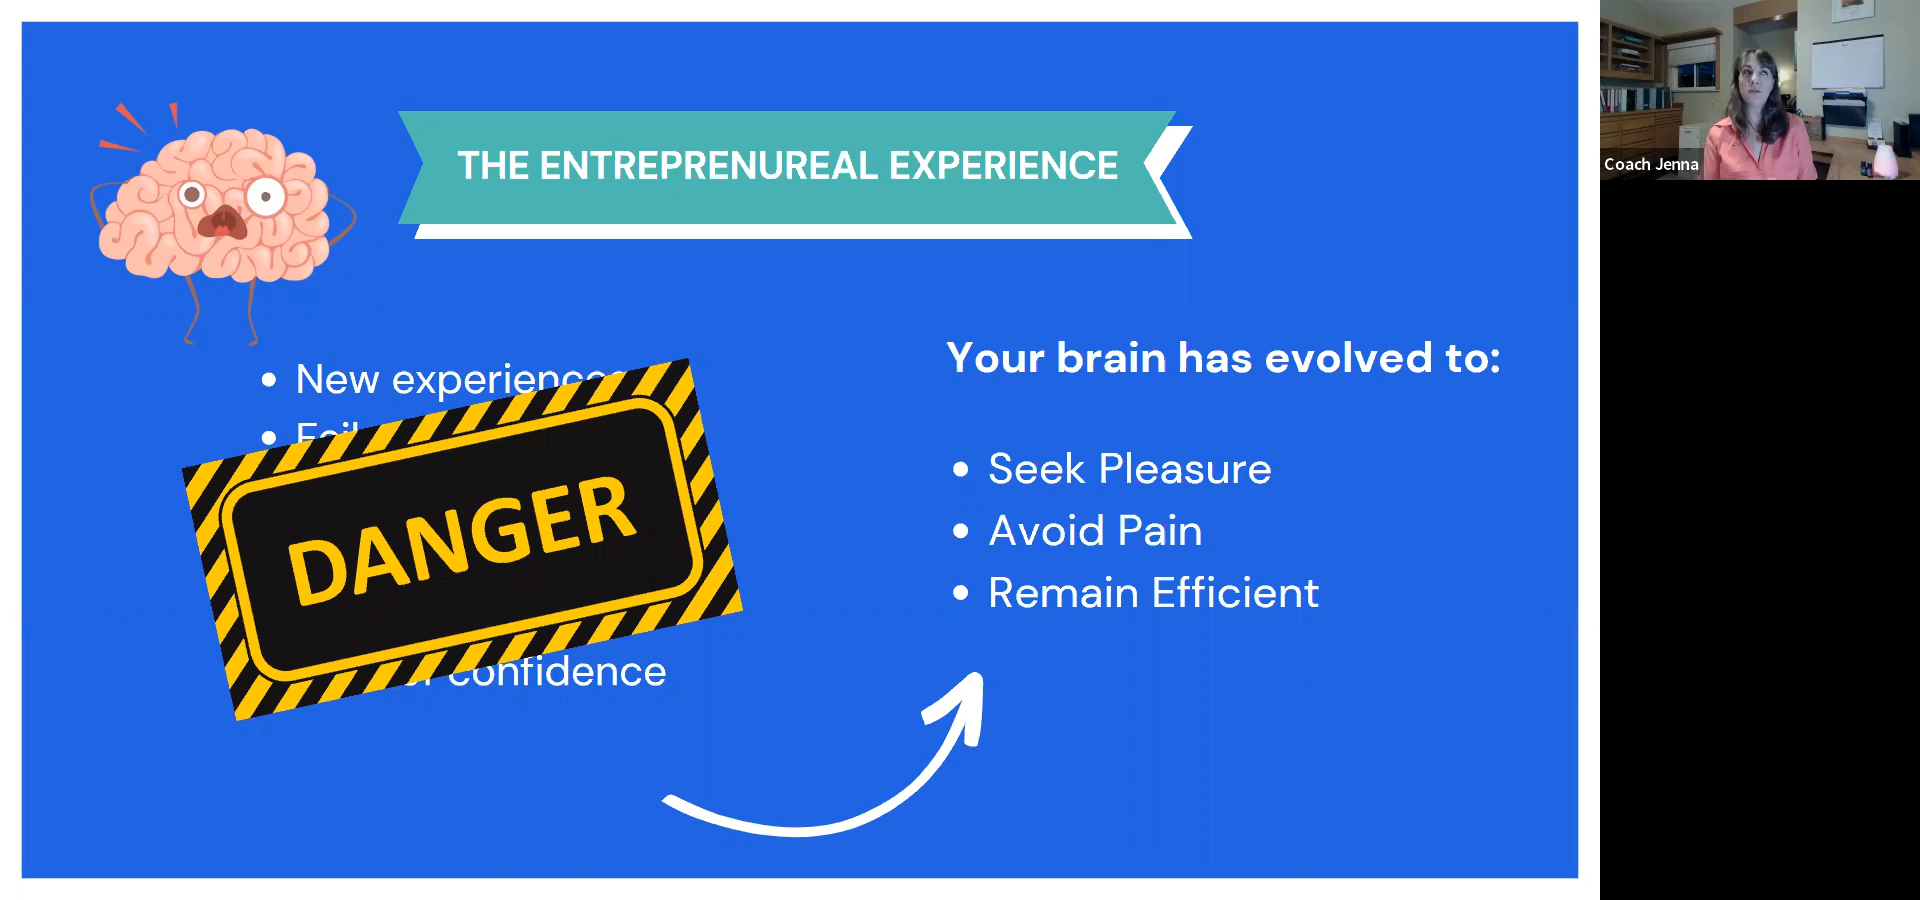 THE ENTREPRENUREAL EXPERIENCE
New experiences
DANGER
confidence
Your brain has evolved to:
Seek Pleasure
Avoid Pain
Remain Efficient
Coach Jenna